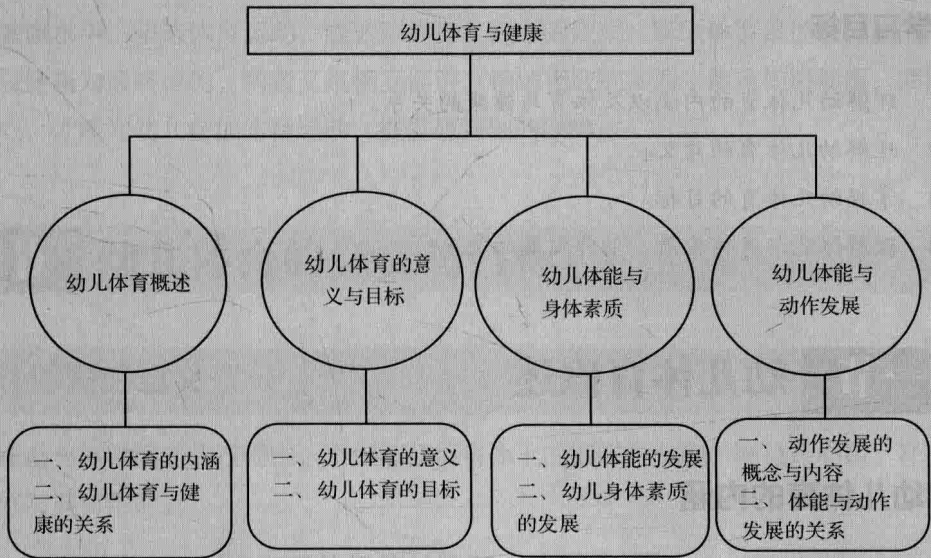 幼儿体育与健康
幼儿体育概述
幼儿体育的意
义与目标
幼儿体能与
身体素质
幼儿体能与
动作发展
一、幼儿体育的内涵
二、幼儿体育与健
康的关系
一、幼儿体育的意义
二、幼儿体育的目标
一、幼儿体能的发展
二、幼儿身体素质
的发展
一、动作发展的
概念与内容
二、体能与动作
发展的关系